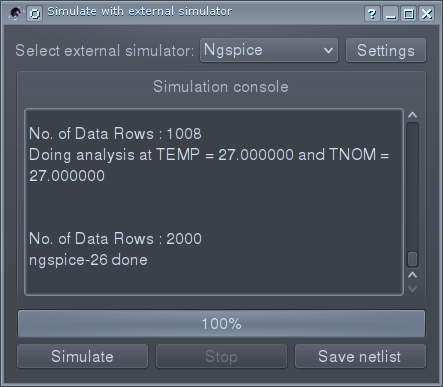 Simulate with external simulator
Select external simulator: Ngspice Settings
Simulation console
No. of Data Rows : 1008
Doing analysis at TEMP = 27.000000 and TNOM =
27.000000
No. of Data Rows : 2000
ngspice-26 done
100%
Simulate Stop Save netlist